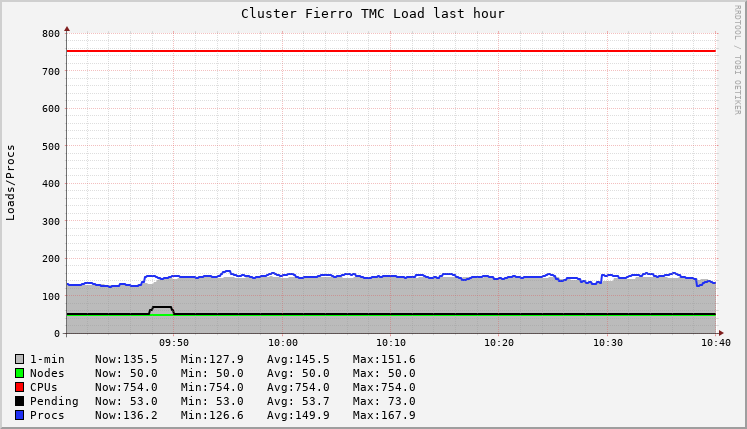 Cluster Fierro TMC Load last hour
RRDTOOL / TOBI OETIKER
Loads/Procs
800
700
600
500
400
300
200
100
0
09:50 10:00 10:10 10:20 10:30 10:40
1-min Now:135.5 Min:127.9 Avg:145.5 Max:151.6
Nodes Now: 50.0 Min: 50.0 Avg: 50.0 Max: 50.0
CPUs Now:754.0 Min:754.0 Avg:754.0 Max:754.0
Pending Now: 53.0 Min: 53.0 Avg: 53.7 Max: 73.0
Procs Now:136.2 Min:126.6 Avg:149.9 Max:167.9